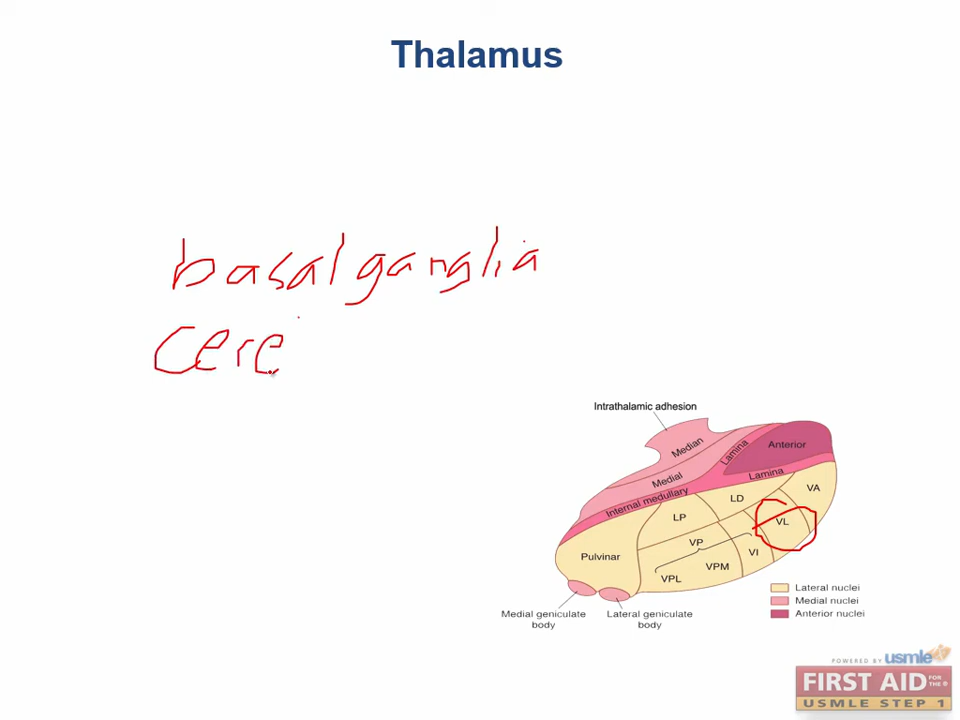 Thalamus
basal ganglia
cere
Intrathalamic adhesion
Median
Medial
Internal medullary
Lamina
Lamina
Anterior
VA
LD
LP
VL
VP
VI
VPM
VPL
Pulvinar
Medial geniculate
body
Lateral geniculate
body
Lateral nuclei
Medial nuclei
Anterior nuclei
POWERED BY usmle
FIRST AID FOR THE ®
USMLE STEP 1